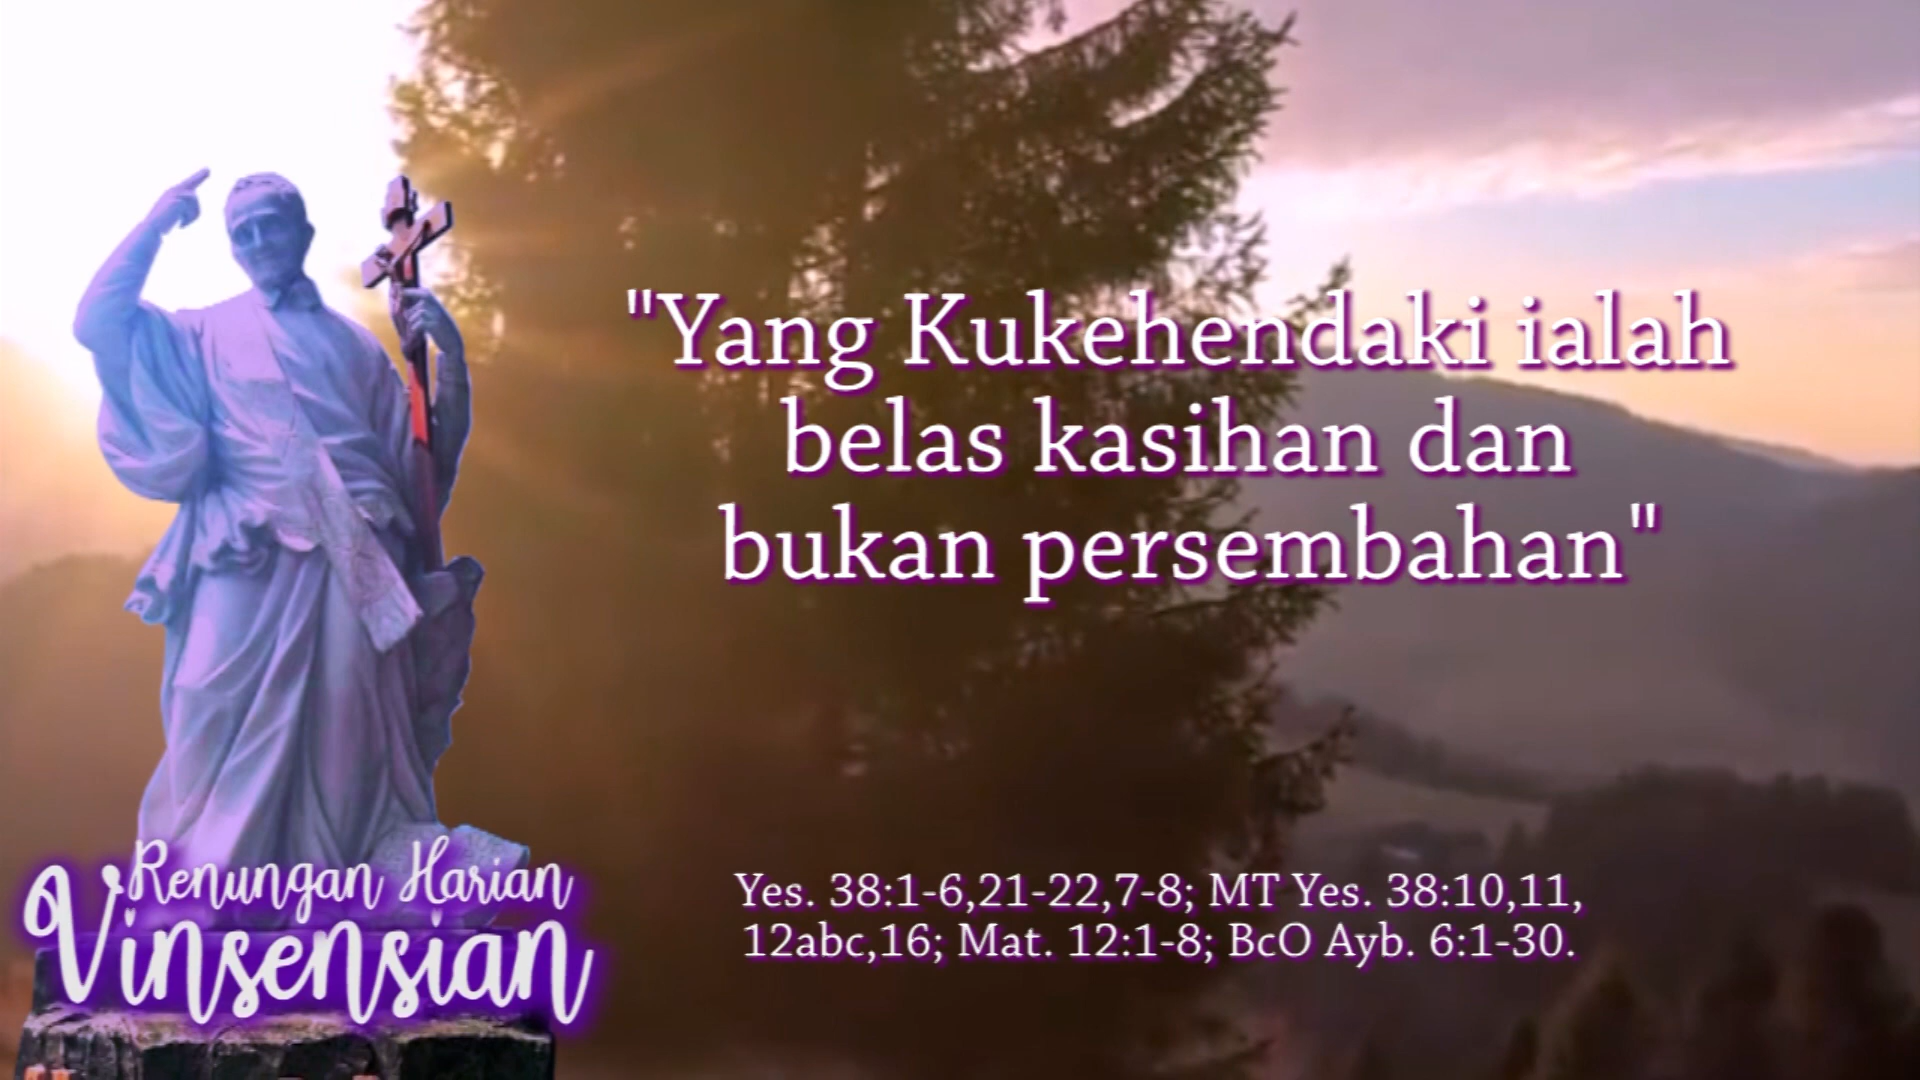 "Yang Kukehendaki ialah
belas kasihan dan
bukan persembahan"
Yes. 38:1-6,21-22,7-8; MT Yes. 38:10,11,
12abc,16; Mat. 12:1-8; BcO Ayb. 6:1-30.
Renungan Harian
Vinsensian